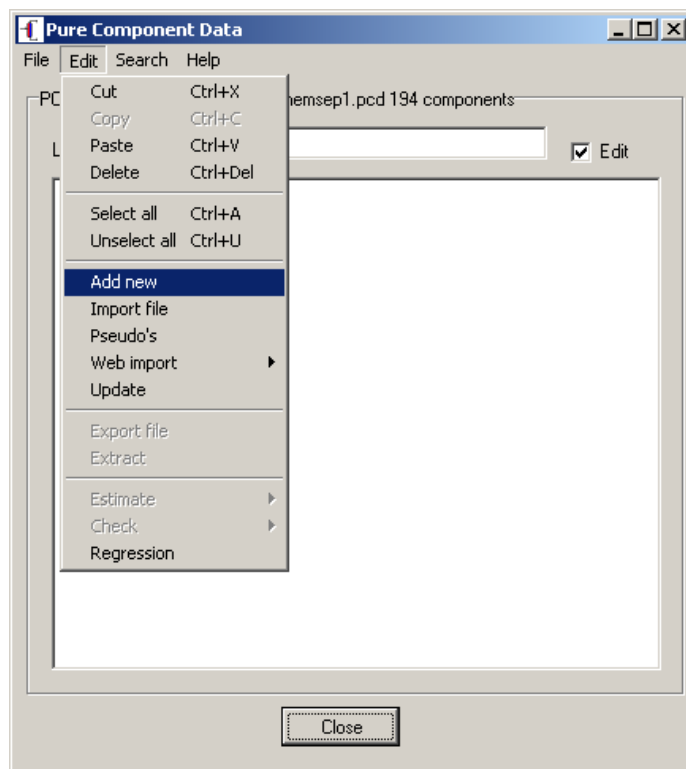 Pure Component Data
File Edit Search Help
PC
hemsep1.pcd 194 components
L
Edit
Cut Ctrl+X
Copy Ctrl+C
Paste Ctrl+V
Delete Ctrl+Del
Select all Ctrl+A
Unselect all Ctrl+U
Add new
Import file
Pseudo's
Web import
Update
Export file
Extract
Estimate
Check
Regression
Close